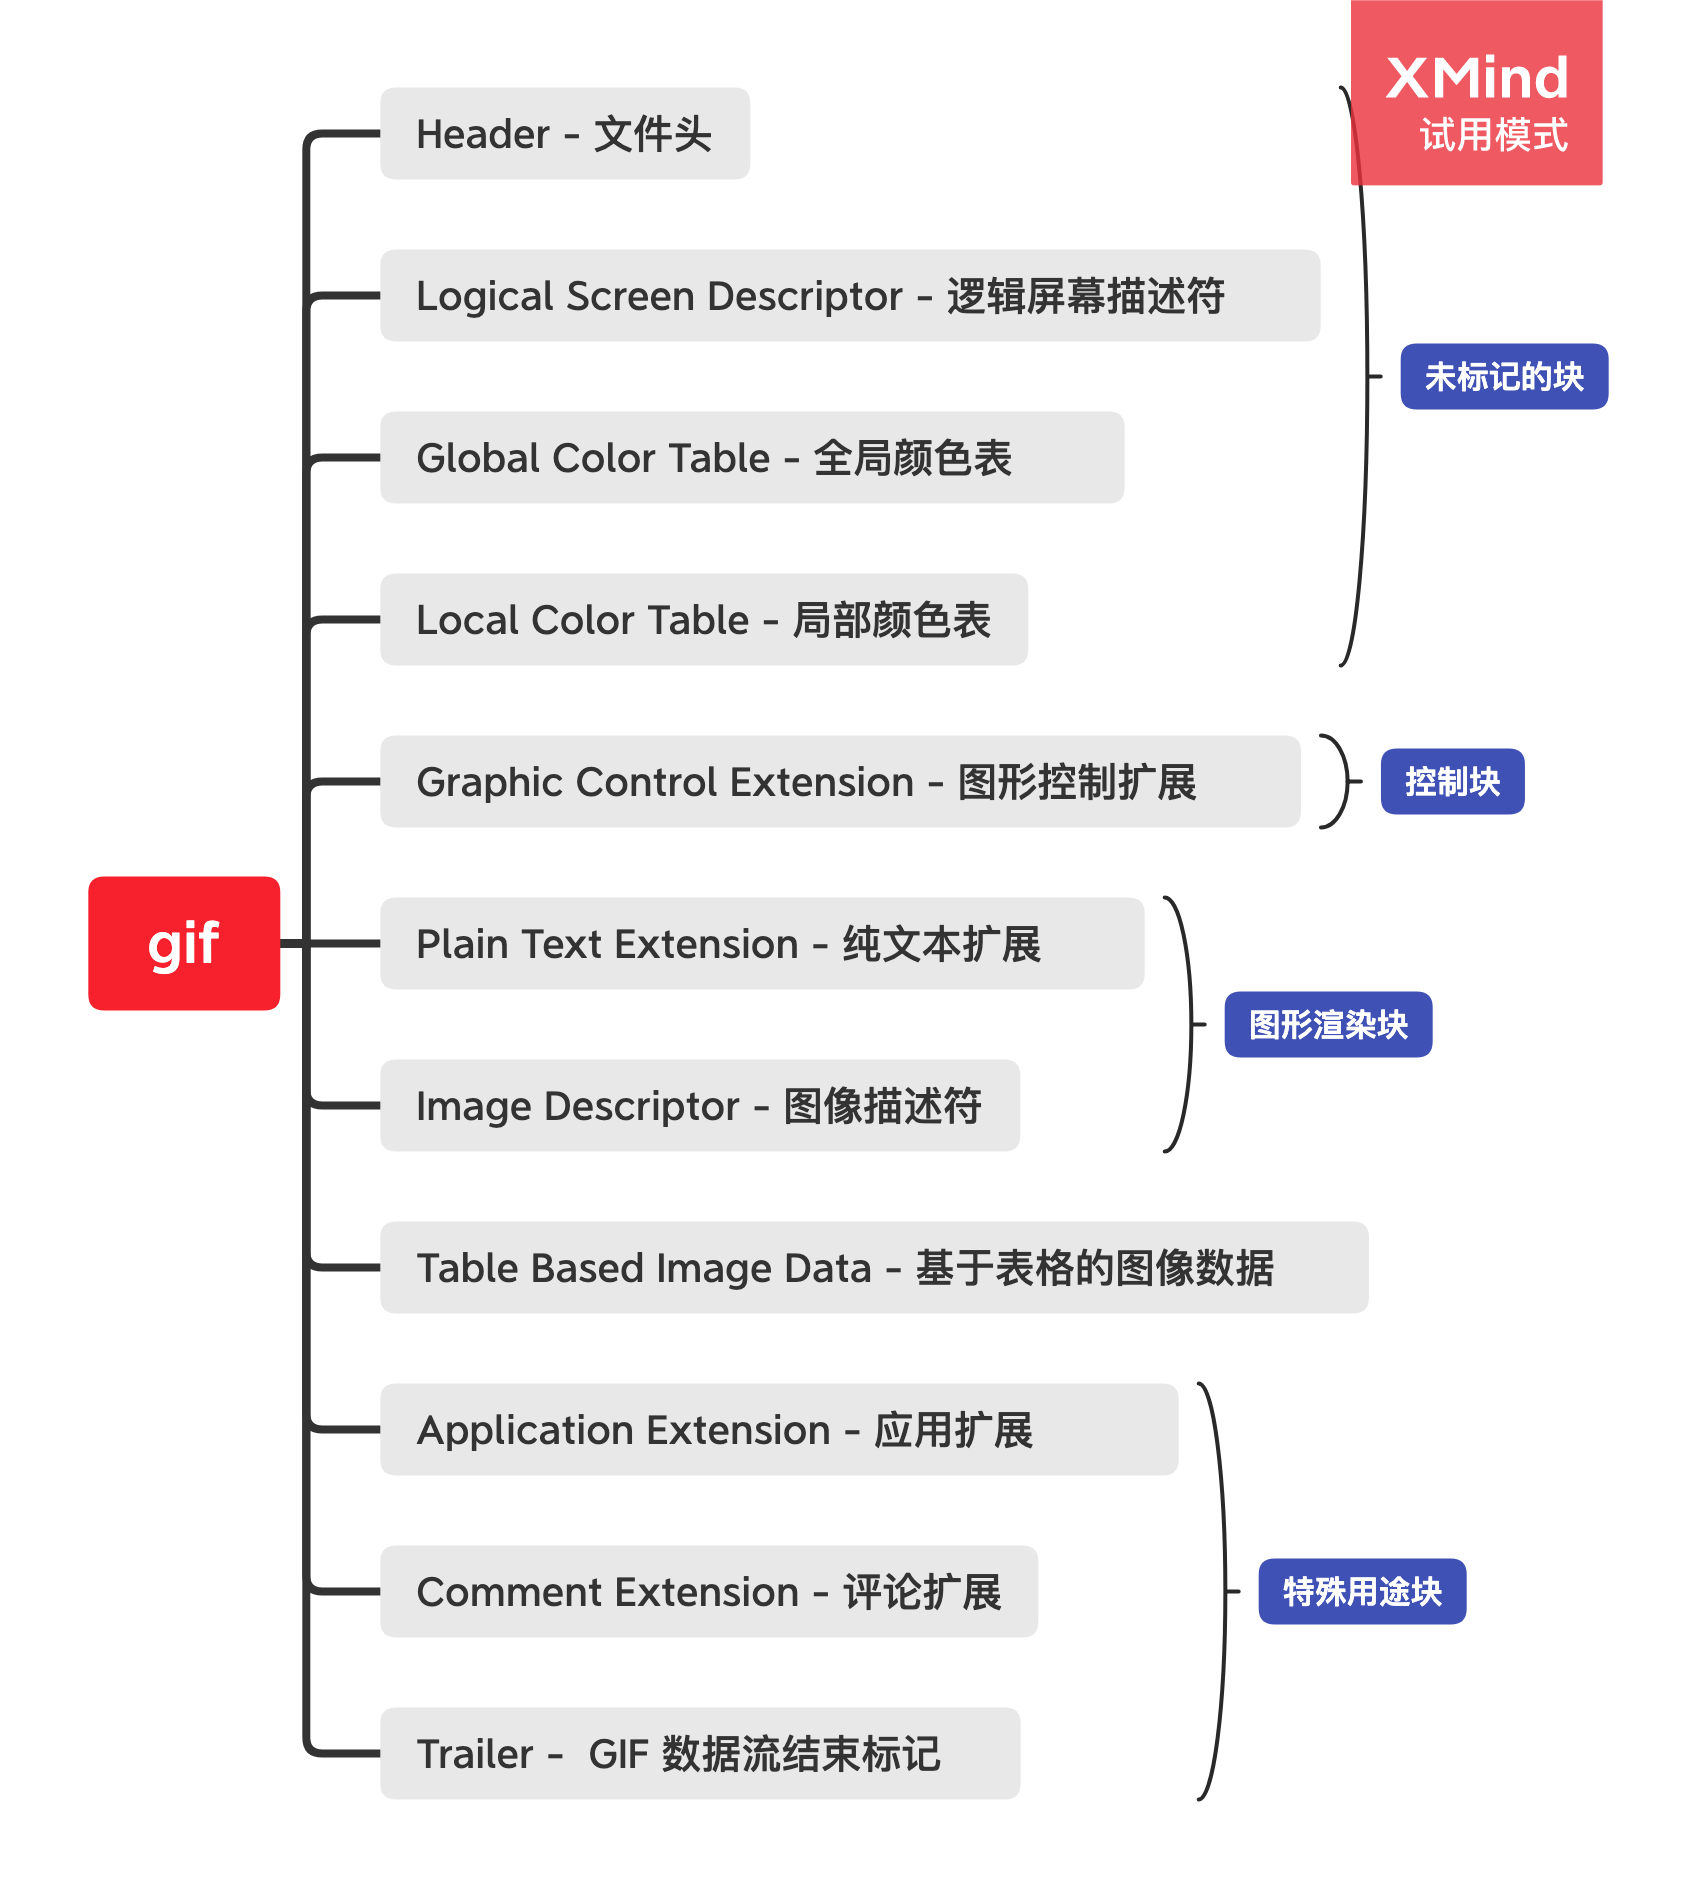 XMind
试用模式
Header - 文件头
Logical Screen Descriptor - 逻辑屏幕描述符
未标记的块
Global Color Table - 全局颜色表
Local Color Table - 局部颜色表
Graphic Control Extension - 图形控制扩展
控制块
gif
Plain Text Extension - 纯文本扩展
图形渲染块
Image Descriptor - 图像描述符
Table Based Image Data - 基于表格的图像数据
Application Extension - 应用扩展
Comment Extension - 评论扩展
特殊用途块
Trailer -  GIF 数据流结束标记